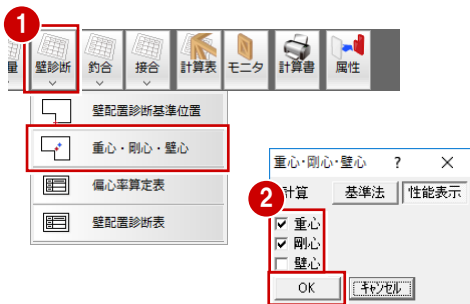 1
量 壁診断 釣合 接合 計算表 モニタ 計算書 属性
壁配置診断基準位置
重心・剛心・壁心
偏心率算定表
壁配置診断表
重心・剛心・壁心 ? ×
2
計算 基準法 性能表示
重心
剛心
壁心
OK キャンセル